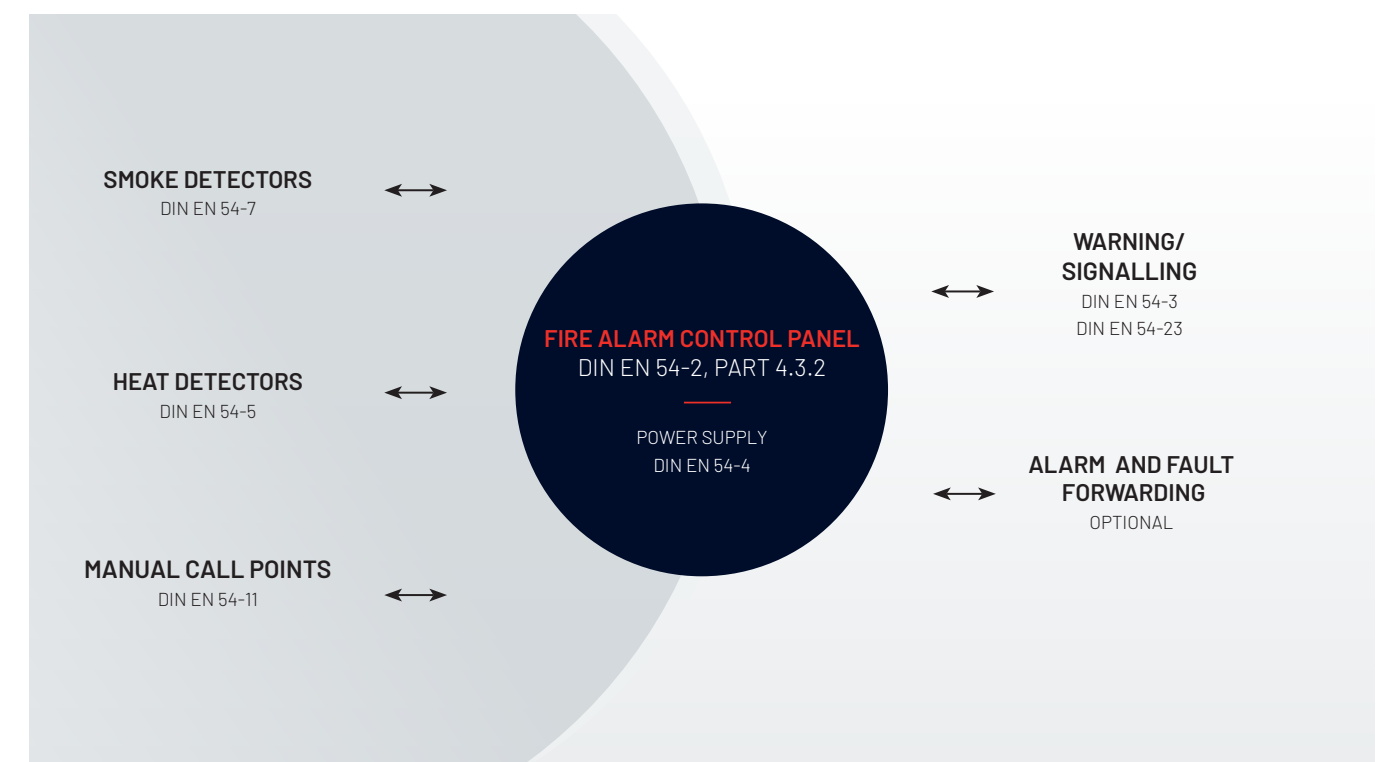 SMOKE DETECTORS
DIN EN 54-7
HEAT DETECTORS
DIN EN 54-5
MANUAL CALL POINTS
DIN EN 54-11
FIRE ALARM CONTROL PANEL
DIN EN 54-2, PART 4.3.2
POWER SUPPLY
DIN EN 54-4
WARNING/
SIGNALLING
DIN EN 54-3
DIN EN 54-23
ALARM AND FAULT
FORWARDING
OPTIONAL